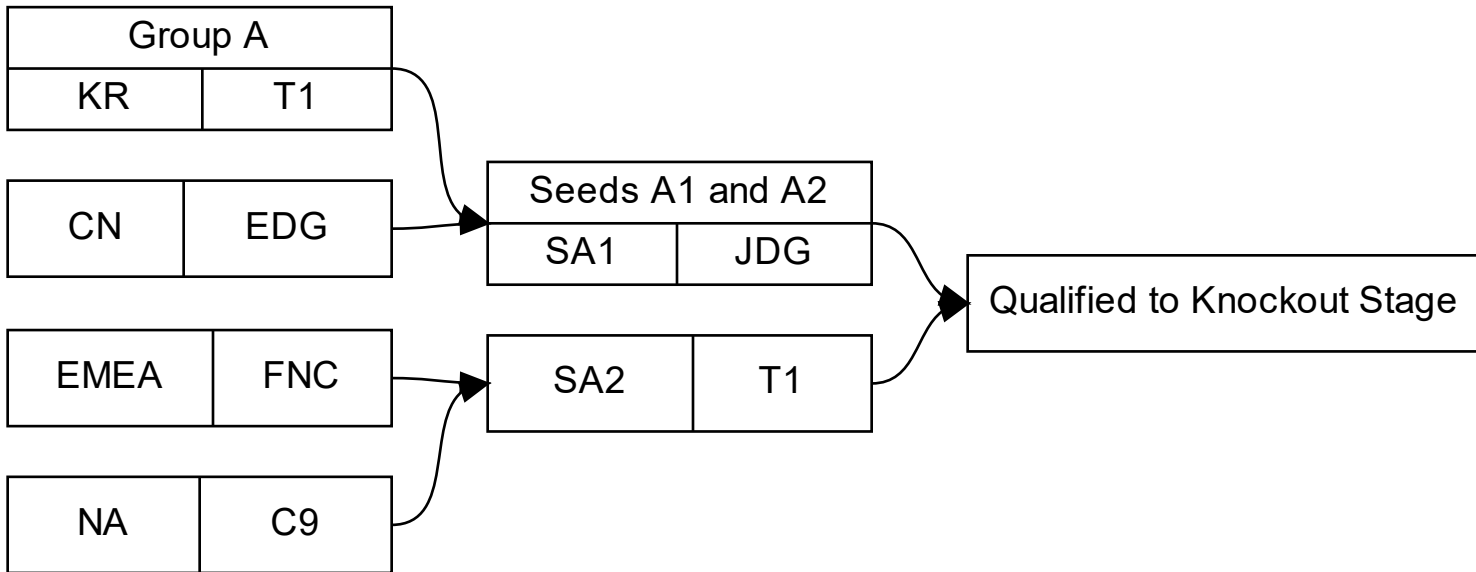 Group A
KR T1
CN EDG
EMEA FNC
NA C9
Seeds A1 and A2
SA1 JDG
SA2 T1
Qualified to Knockout Stage